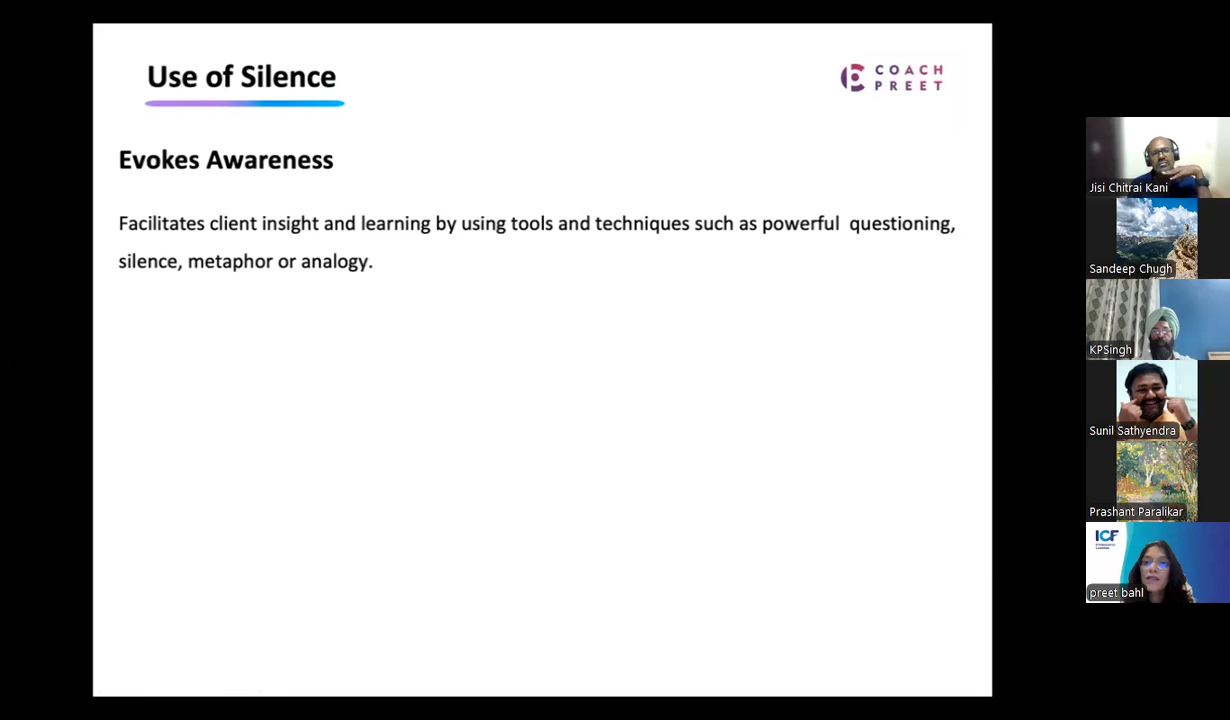 Use of Silence
COACH
PREET
Evokes Awareness
Facilitates client insight and learning by using tools and techniques such as powerful  questioning,
silence, metaphor or analogy.
Jisi Chitrai Kani
Sandeep Chugh
KPSingh
Sunil Sathyendra
Prashant Paralikar
ICF
preet bahl